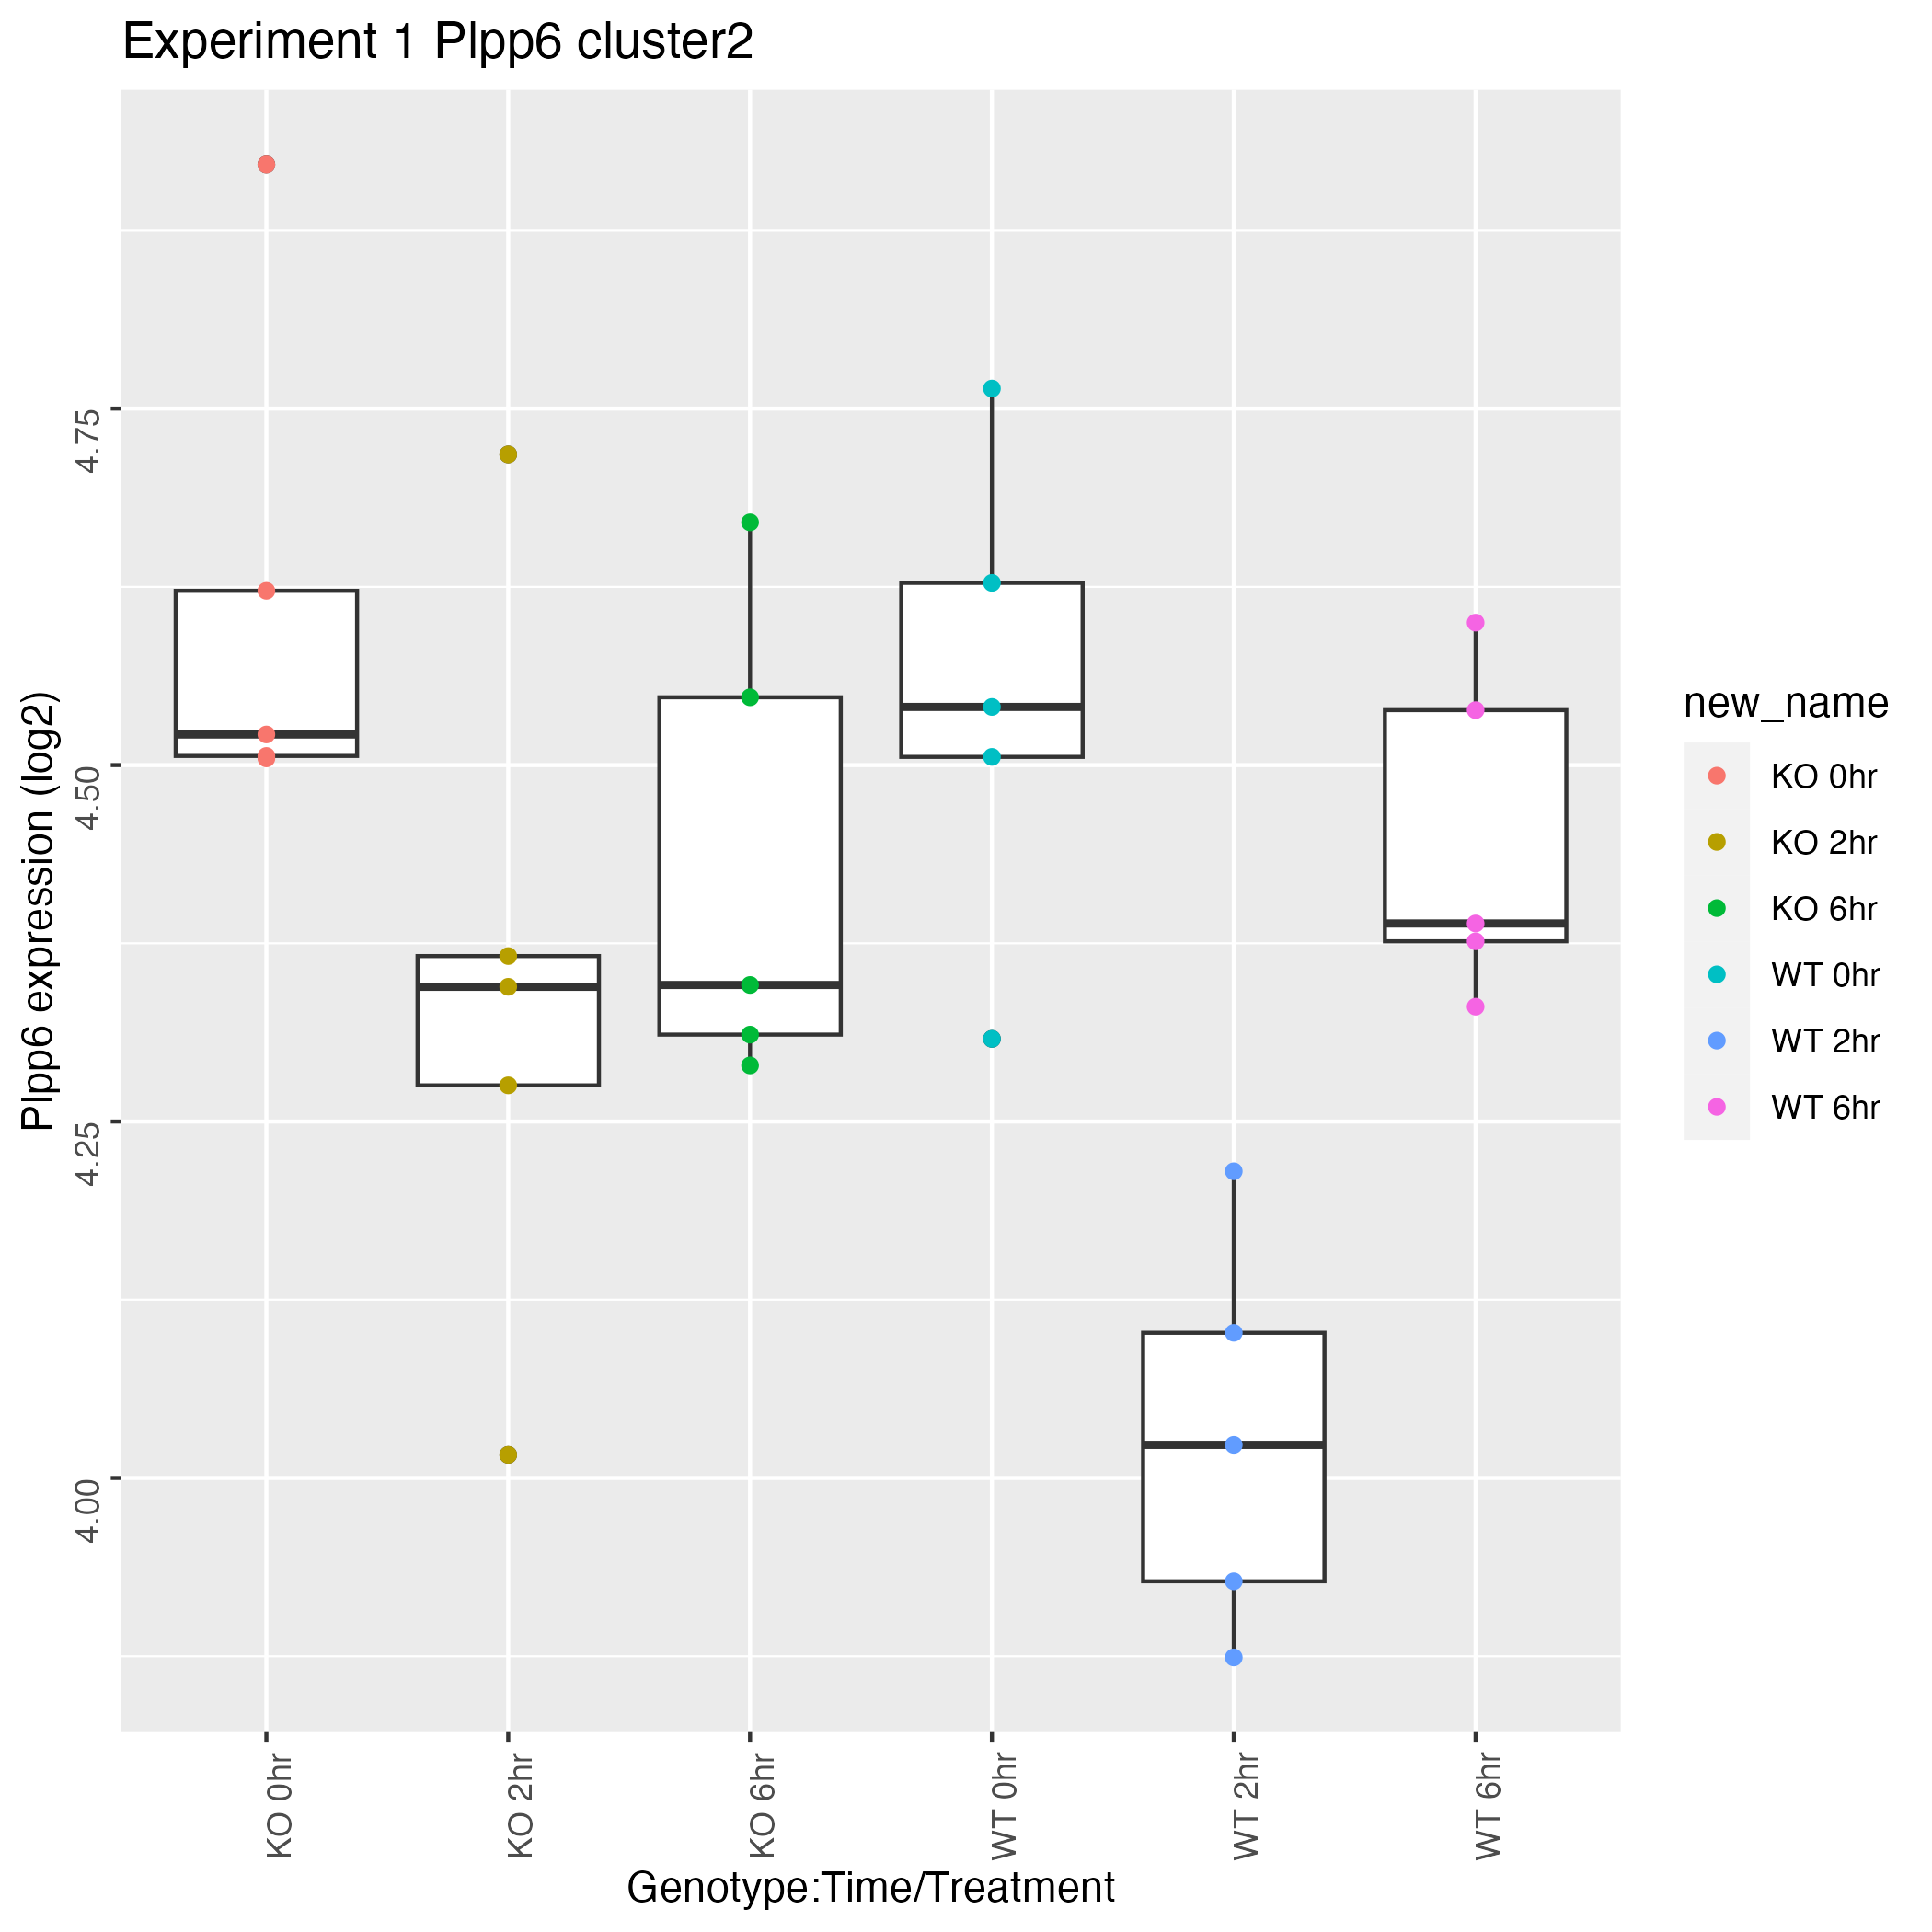 Experiment 1 Plpp6 cluster2
Plpp6 expression (log2)
4.75
4.50
4.25
4.00
KO 0hr
KO 2hr
KO 6hr
WT 0hr
WT 2hr
WT 6hr
Genotype:Time/Treatment
new_name
KO 0hr
KO 2hr
KO 6hr
WT 0hr
WT 2hr
WT 6hr